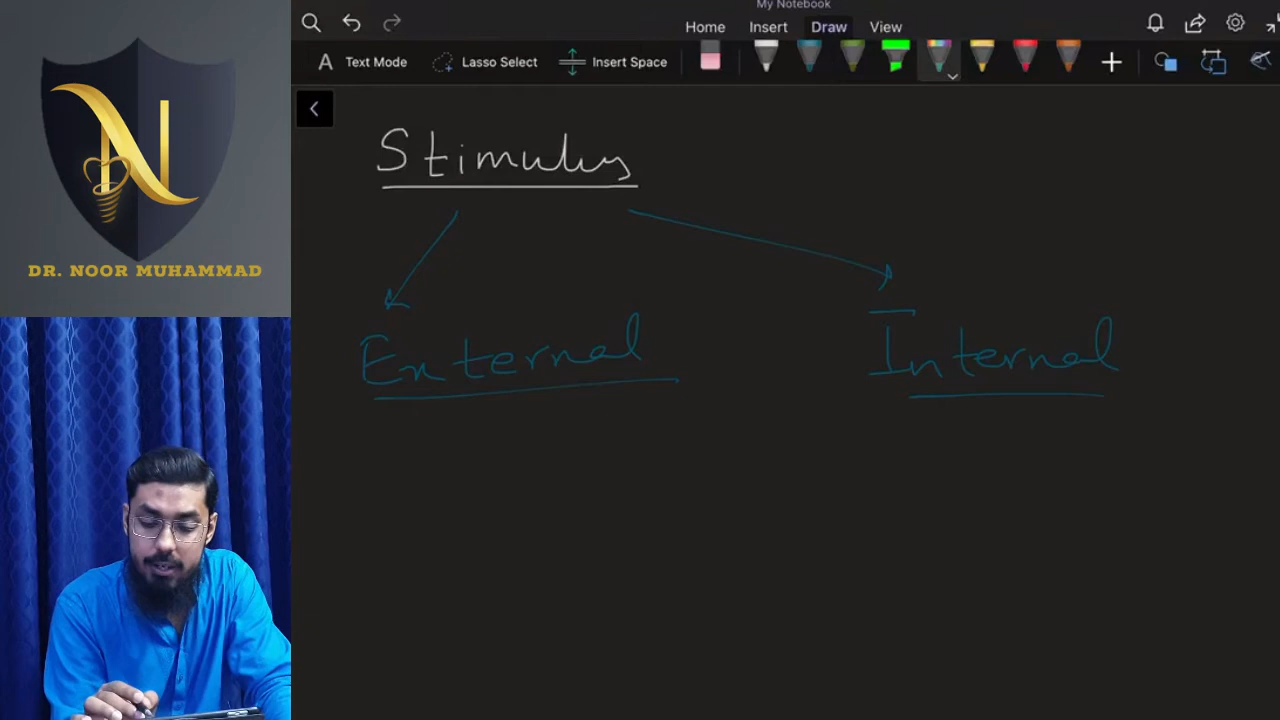 My Notebook
Home Insert Draw View
A Text Mode Lasso Select Insert Space
Stimulus
External Internal
N
DR. NOOR MUHAMMAD